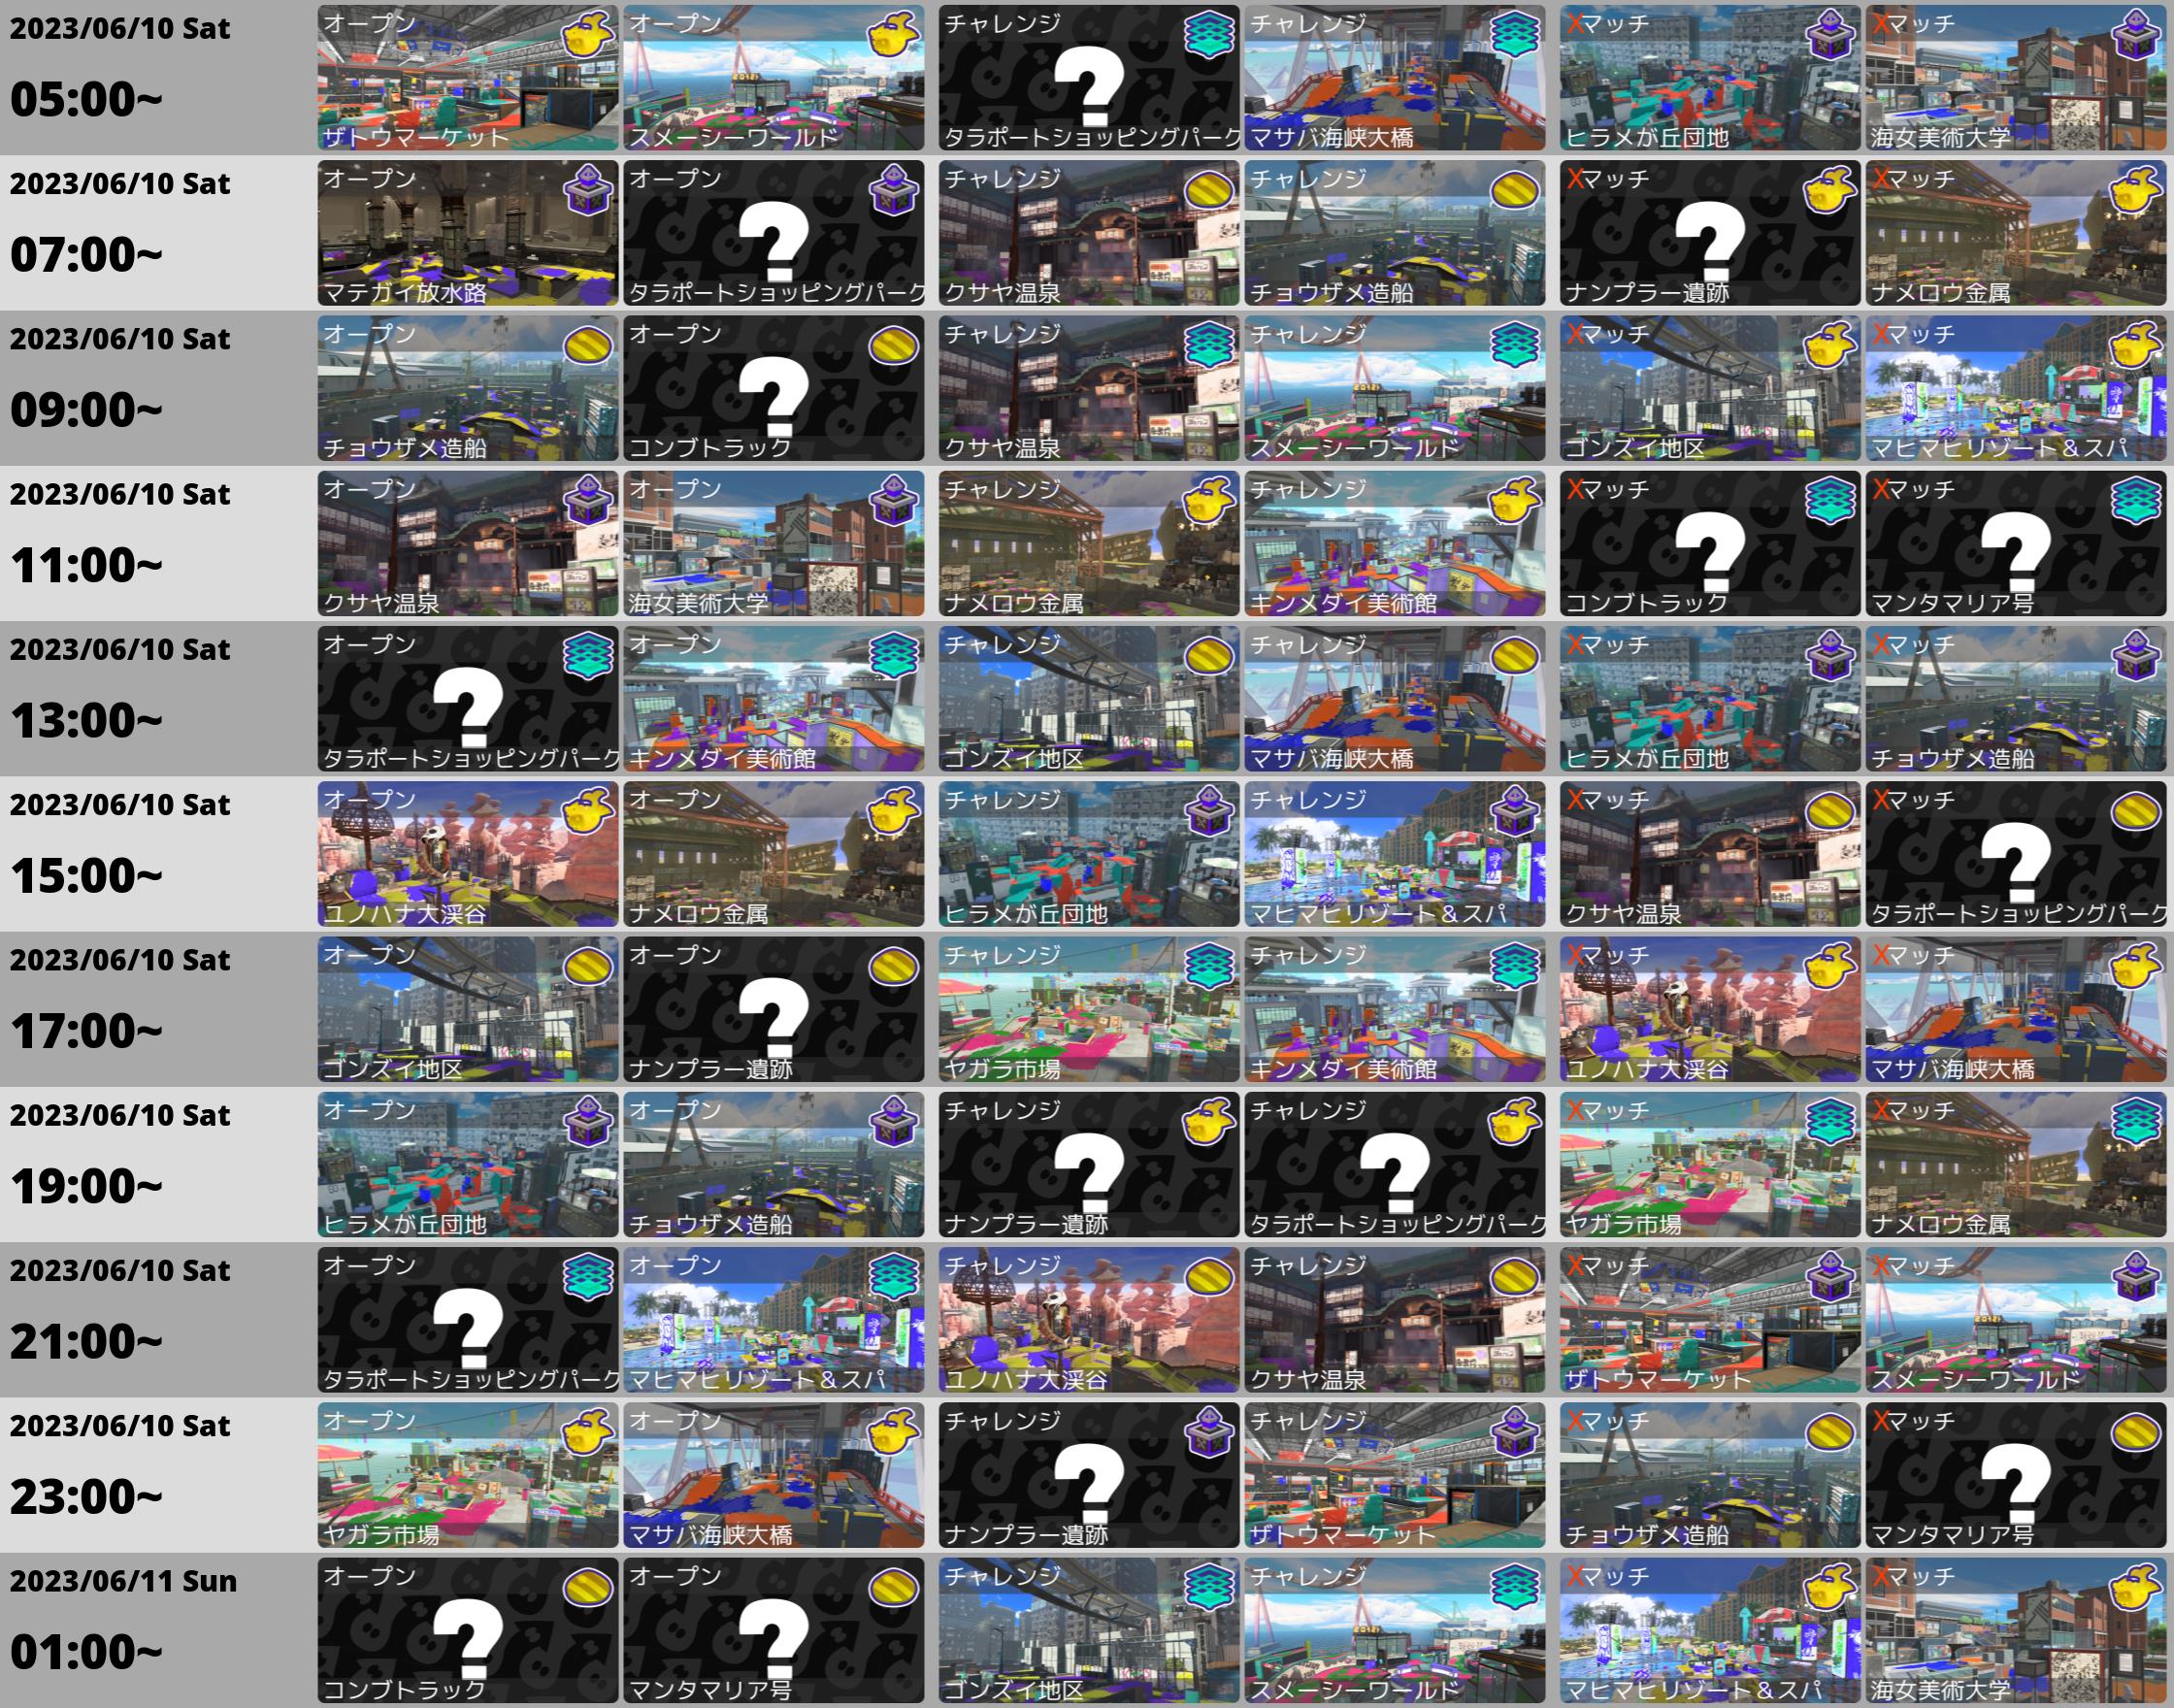 2023/06/10 Sat
05:00~
オープン
ザトウマーケット
オープン
スメーシーワールド
チャレンジ
タラポートショッピングパーク
チャレンジ
マサバ海峡大橋
Xマッチ
ヒラメが丘団地
Xマッチ
海女美術大学
2023/06/10 Sat
07:00~
オープン
マテガイ放水路
オープン
タラポートショッピングパーク
チャレンジ
クサヤ温泉
チャレンジ
チョウザメ造船
Xマッチ
ナンプラー遺跡
Xマッチ
ナメロウ金属
2023/06/10 Sat
09:00~
オープン
チョウザメ造船
オープン
コンブトラック
チャレンジ
クサヤ温泉
チャレンジ
スメーシーワールド
Xマッチ
ゴンズイ地区
Xマッチ
マヒマヒリゾート＆スパ
2023/06/10 Sat
11:00~
オープン
クサヤ温泉
オープン
海女美術大学
チャレンジ
ナメロウ金属
チャレンジ
キンメダイ美術館
Xマッチ
コンブトラック
Xマッチ
マンタマリア号
2023/06/10 Sat
13:00~
オープン
タラポートショッピングパーク
オープン
キンメダイ美術館
チャレンジ
ゴンズイ地区
チャレンジ
マサバ海峡大橋
Xマッチ
ヒラメが丘団地
Xマッチ
チョウザメ造船
2023/06/10 Sat
15:00~
オープン
ユノハナ大渓谷
オープン
ナメロウ金属
チャレンジ
ヒラメが丘団地
チャレンジ
マヒマヒリゾート＆スパ
Xマッチ
クサヤ温泉
Xマッチ
タラポートショッピングパーク
2023/06/10 Sat
17:00~
オープン
ゴンズイ地区
オープン
ナンプラー遺跡
チャレンジ
ヤガラ市場
チャレンジ
キンメダイ美術館
Xマッチ
ユノハナ大渓谷
Xマッチ
マサバ海峡大橋
2023/06/10 Sat
19:00~
オープン
ヒラメが丘団地
オープン
チョウザメ造船
チャレンジ
ナンプラー遺跡
チャレンジ
タラポートショッピングパーク
Xマッチ
ヤガラ市場
Xマッチ
ナメロウ金属
2023/06/10 Sat
21:00~
オープン
タラポートショッピングパーク
オープン
マヒマヒリゾート＆スパ
チャレンジ
ユノハナ大渓谷
チャレンジ
クサヤ温泉
Xマッチ
ザトウマーケット
Xマッチ
スメーシーワールド
2023/06/10 Sat
23:00~
オープン
ヤガラ市場
オープン
マサバ海峡大橋
チャレンジ
ナンプラー遺跡
チャレンジ
ザトウマーケット
Xマッチ
チョウザメ造船
Xマッチ
マンタマリア号
2023/06/11 Sun
01:00~
オープン
コンブトラック
オープン
マンタマリア号
チャレンジ
ゴンズイ地区
チャレンジ
スメーシーワールド
Xマッチ
マヒマヒリゾート＆スパ
Xマッチ
海女美術大学